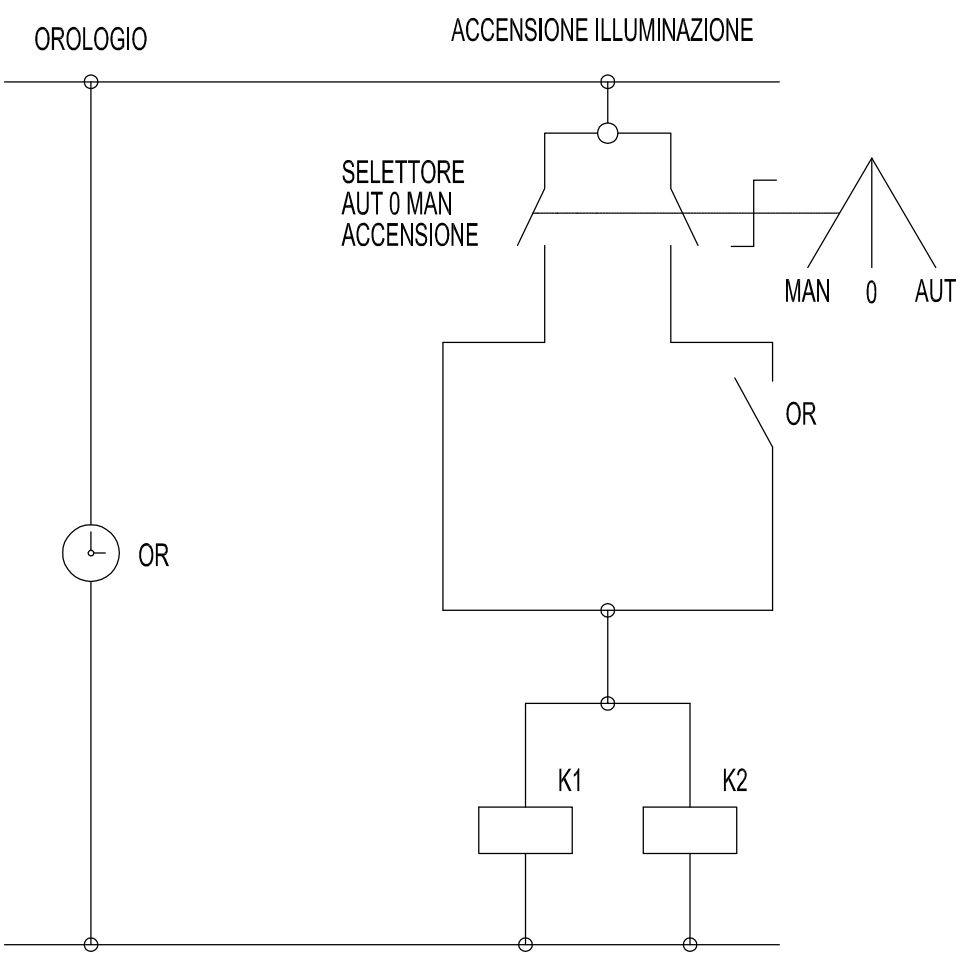 OROLOGIO
ACCENSIONE ILLUMINAZIONE
SELETTORE
AUT 0 MAN
ACCENSIONE
MAN 0 AUT
OR
OR
K1 K2